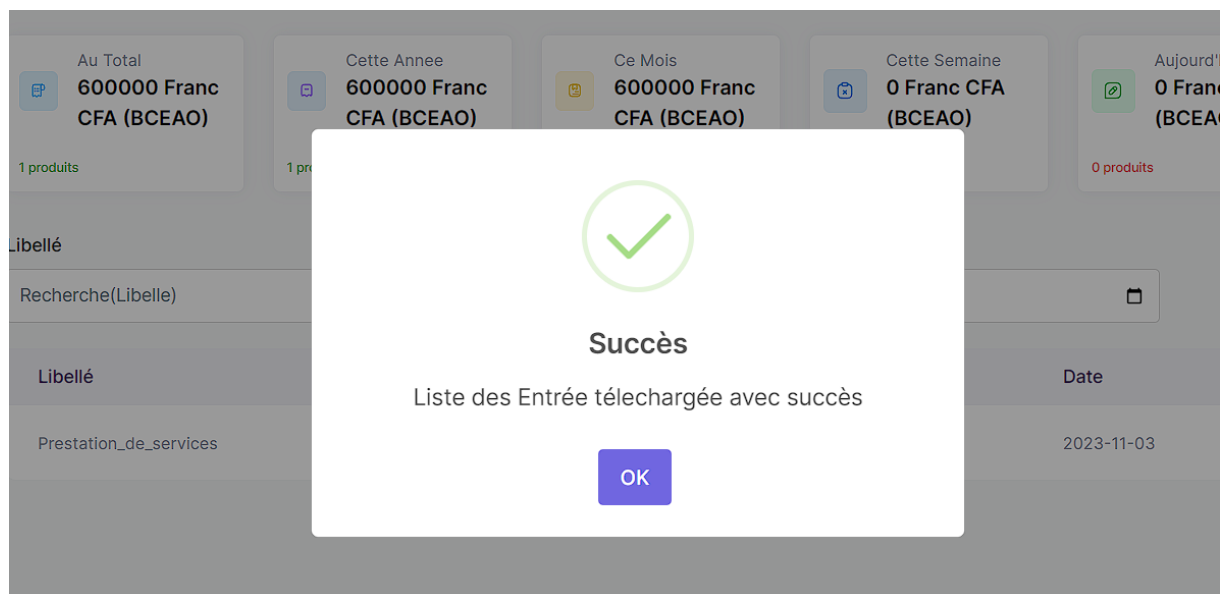 Au Total
600000 Franc
CFA (BCEAO)
1 produits
Cette Annee
600000 Franc
CFA (BCEAO)
Ce Mois
600000 Franc
CFA (BCEAO)
Cette Semaine
0 Franc CFA
(BCEAO)
0 produits
Succès
Liste des Entrée télechargée avec succès
OK
Libellé
Recherche(Libelle)
Libellé
Date
Prestation_de_services
2023-11-03